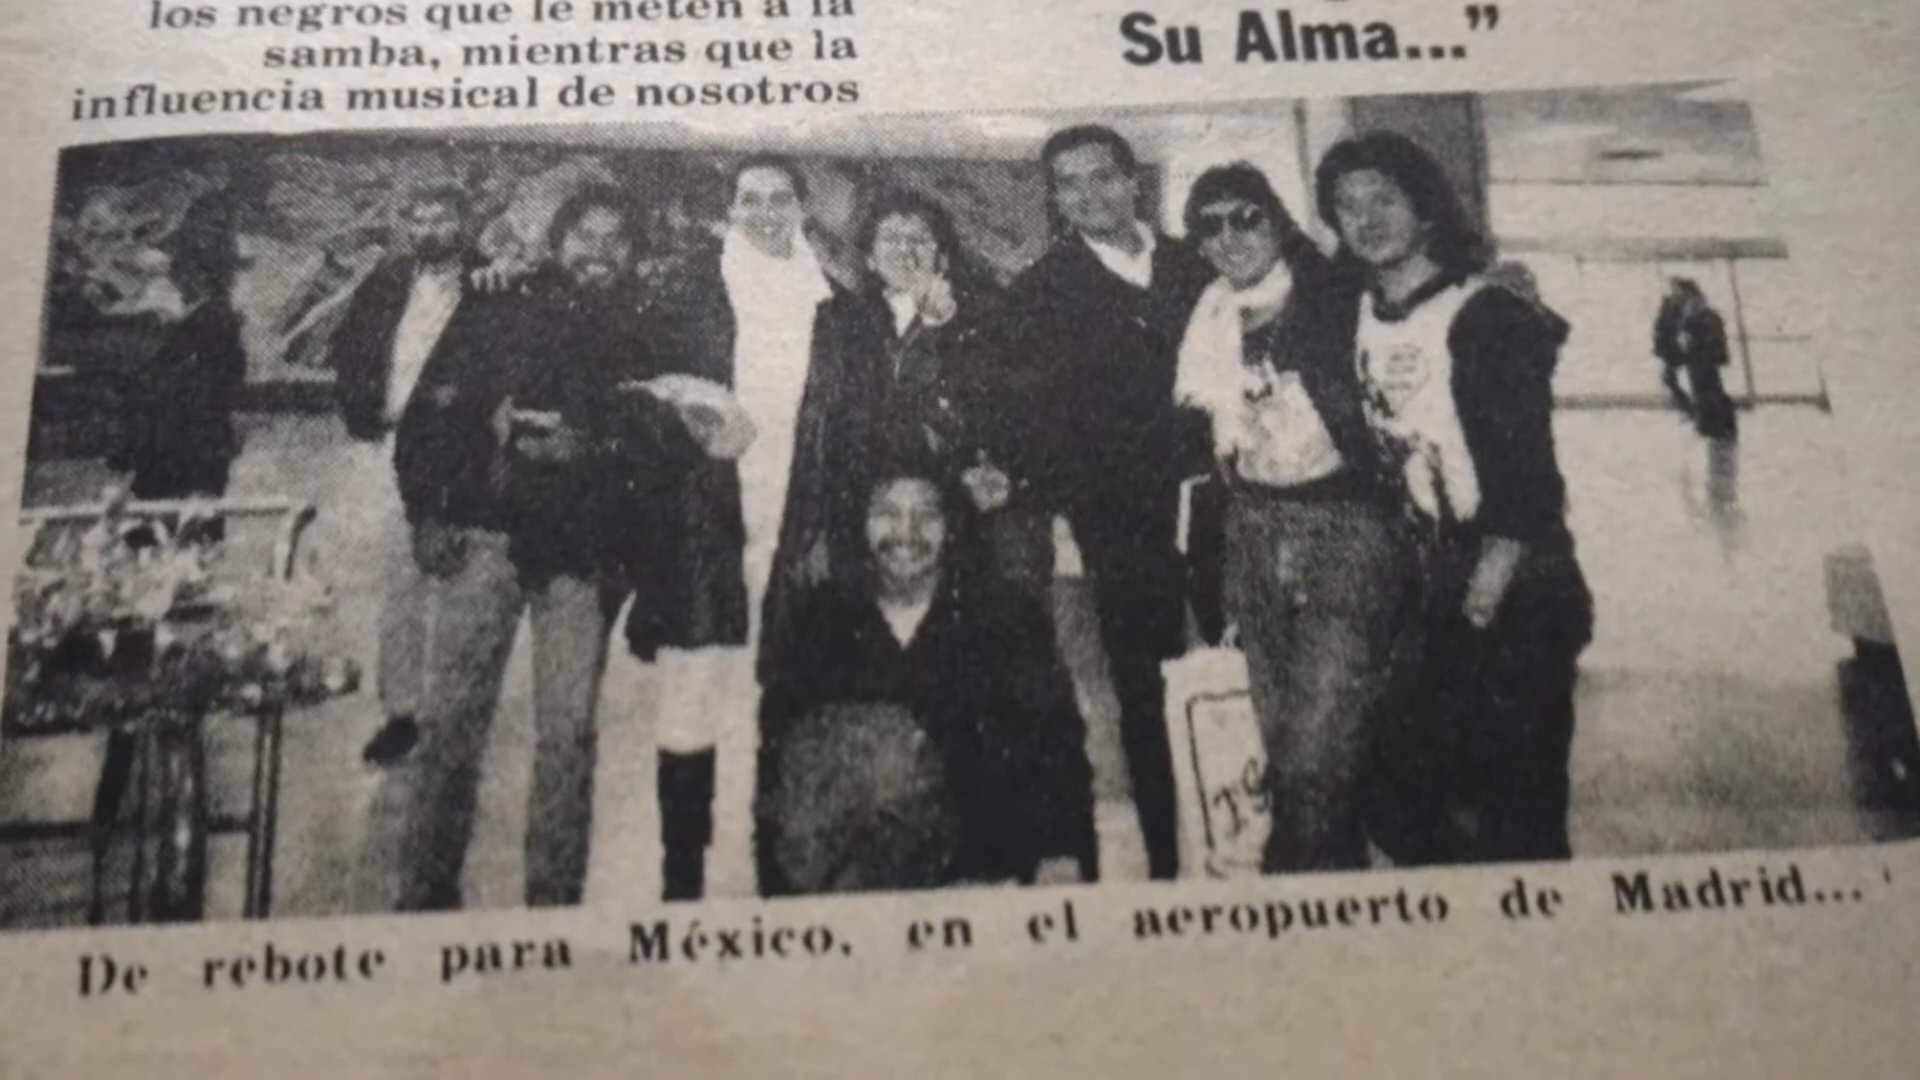 los negros que le meten a la
samba, mientras que la
influencia musical de nosotros
Su Alma..."
De rebote para México, en el aeropuerto de Madrid...